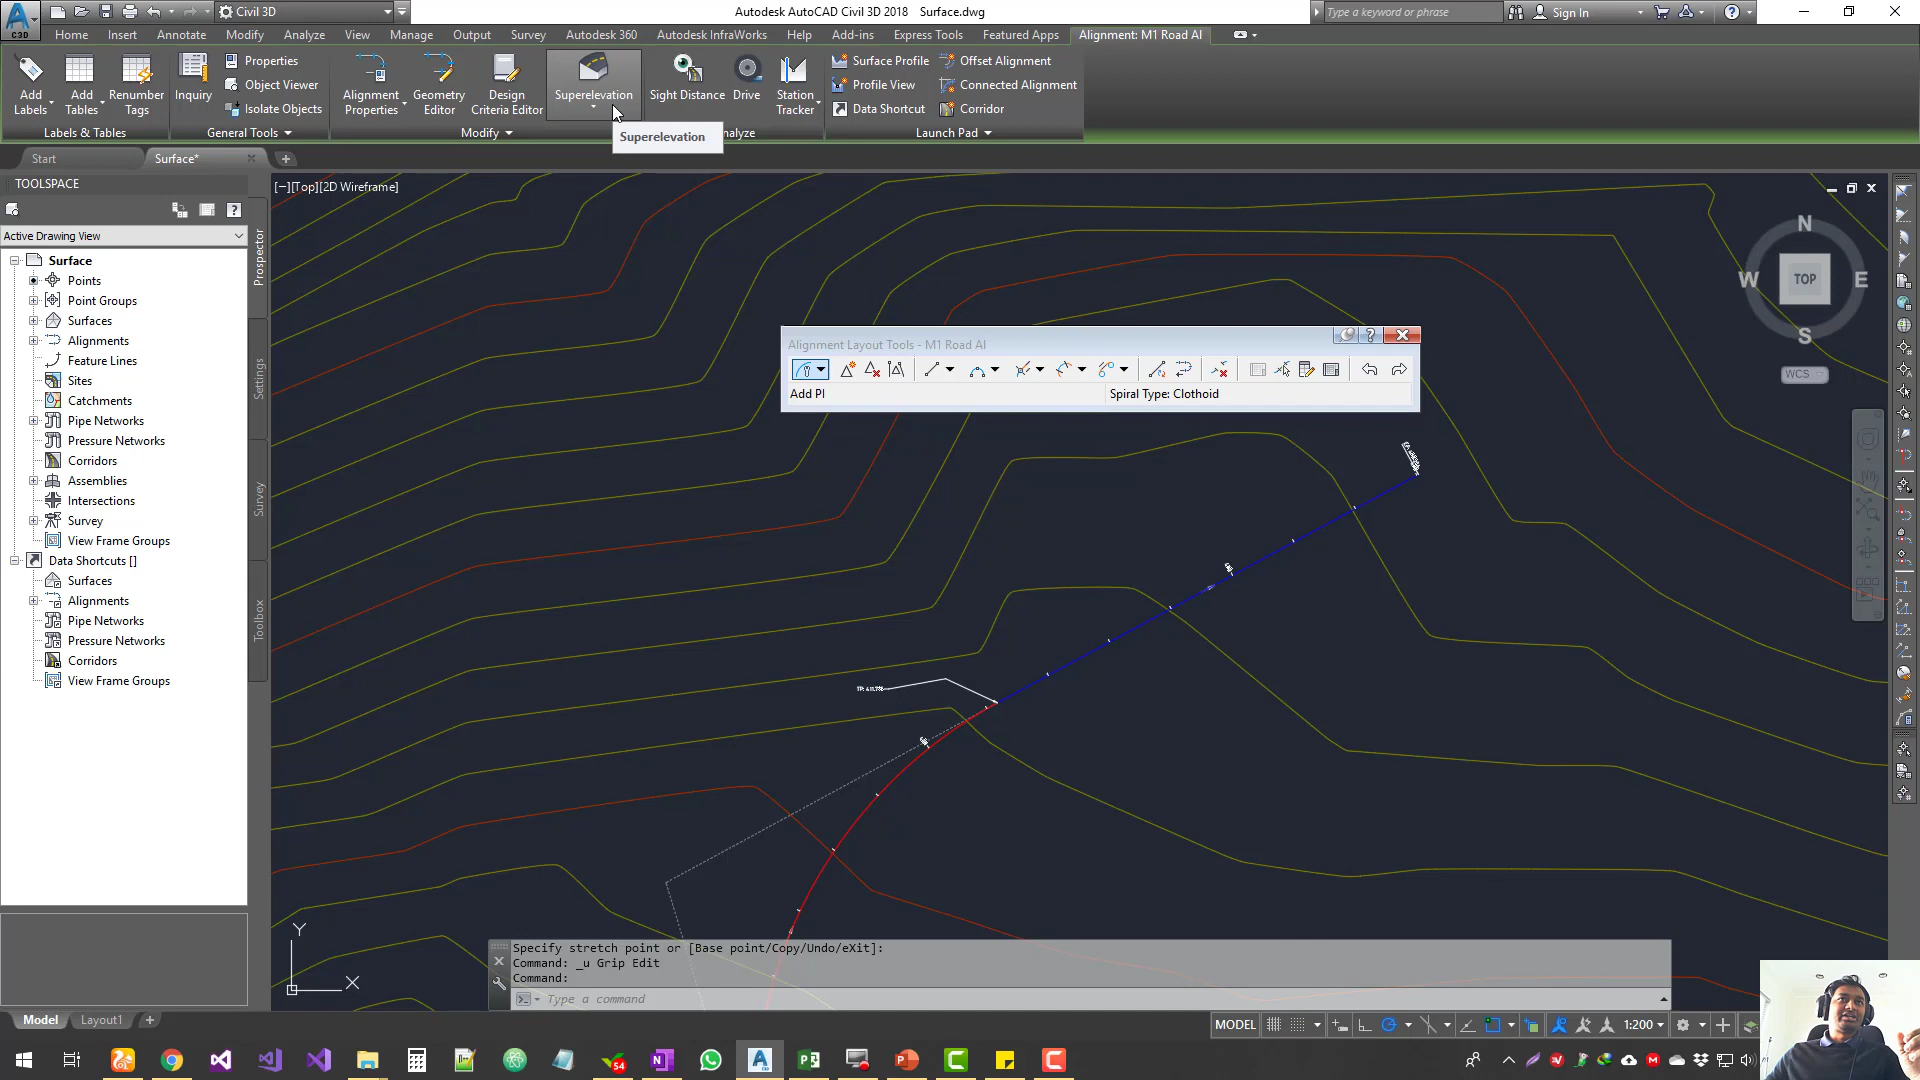 C3D
Civil 3D
Autodesk AutoCAD Civil 3D 2018 Surface.dwg
Type a keyword or phrase
Sign In
Home Insert Annotate Modify Analyze View Manage Output Survey Autodesk 360 Autodesk InfraWorks Help Add-ins Express Tools Featured Apps Alignment: M1 Road Al
Add Labels
Add Tables
Renumber Tags
Labels & Tables
Inquiry
Properties
Object Viewer
Isolate Objects
General Tools
Alignment Properties
Geometry Editor
Design Criteria Editor
Superelevation
Modify
Sight Distance
Drive
Station Tracker
Surface Profile
Profile View
Data Shortcut
Offset Alignment
Connected Alignment
Corridor
Launch Pad
Superelevation
nalyze
Start
Surface*
TOOLSPACE
Active Drawing View
Surface
Points
Point Groups
Surfaces
Alignments
Feature Lines
Sites
Catchments
Pipe Networks
Pressure Networks
Corridors
Assemblies
Intersections
Survey
View Frame Groups
Data Shortcuts []
Surfaces
Alignments
Pipe Networks
Pressure Networks
Corridors
View Frame Groups
Prospector
Settings
Survey
Toolbox
[−][Top][2D Wireframe]
Alignment Layout Tools - M1 Road Al
Add PI
Spiral Type: Clothoid
N
W TOP E
S
WCS
Y
X
Specify stretch point or [Base point/Copy/Undo/eXit]:
Command: _u Grip Edit
Command:
Type a command
Model Layout1
MODEL
1:200
54